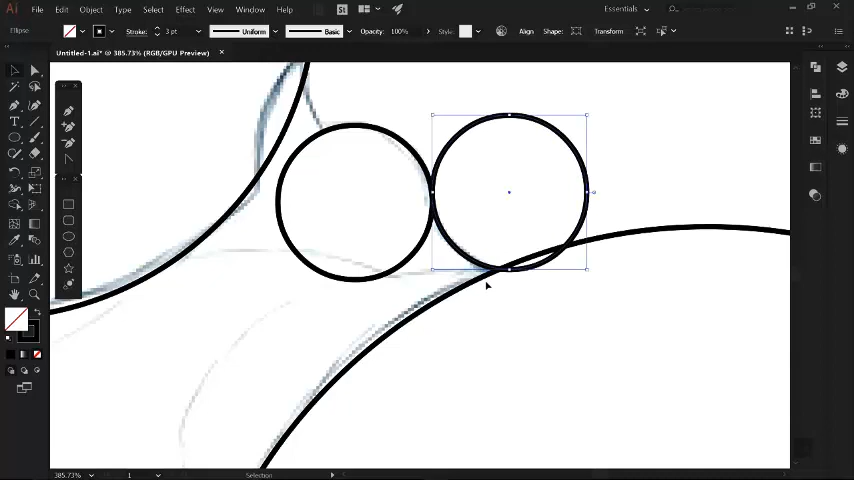 Ai File Edit Object Type Select Effect View Window Help St Essentials
Ellipse Stroke: 3 pt Uniform Basic Opacity: 100% Style: Align Shape: Transform
Untitled-1.ai* @ 385.73% (RGB/GPU Preview) ×
385.73% 1 Selection